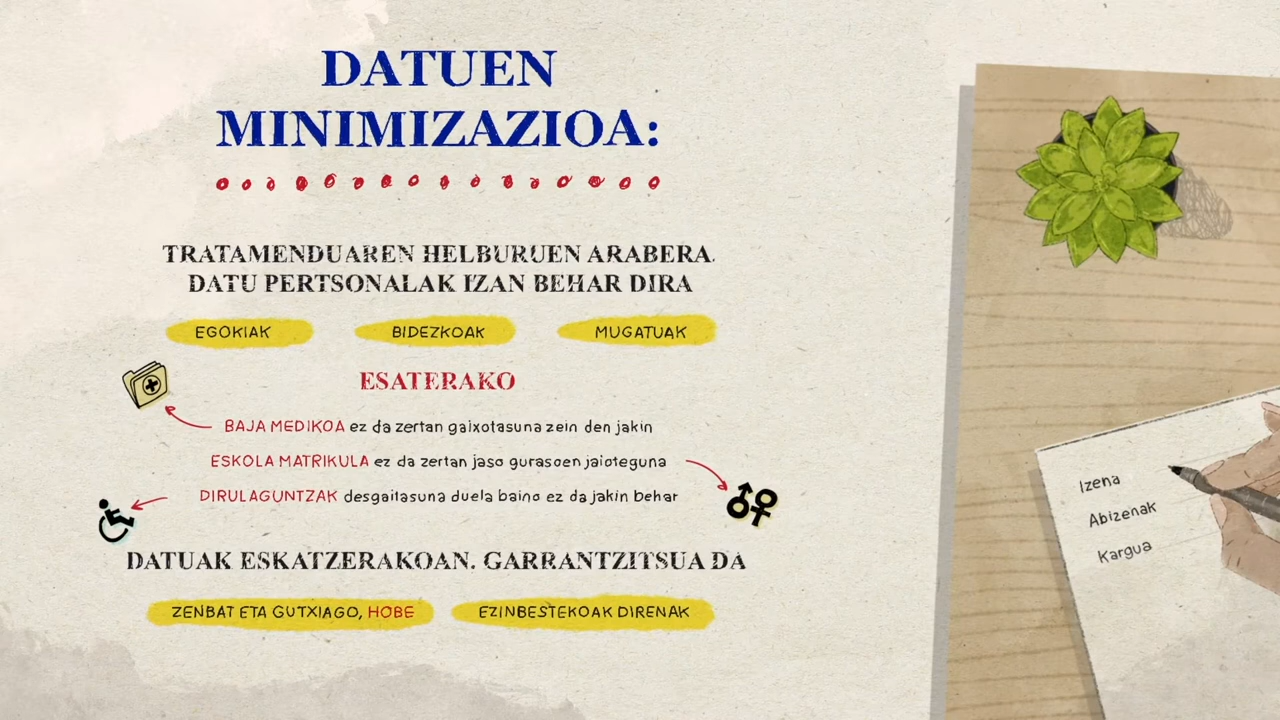 DATUEN
MINIMIZAZIOA:
TRATAMENDUAREN HELBURUEN ARABERA.
DATU PERTSONALAK IZAN BEHAR DIRA
EGOKIAK BIDEZKOAK MUGATUAK
ESATERAKO
BAJA MEDIKOA ez da zertan gaixotasuna zein den jakin
ESKOLA MATRIKULA ez da zertan jaso gurasoen jaioteguna
DIRULAGUNTZAK desgaitasuna duela baino ez da jakin behar
DATUAK ESKATZERAKOAN. GARRANTZITSUA DA
ZENBAT ETA GUTXIAGO, HOBE EZINBESTEKOAK DIRENAK
Izena
Abizenak
Kargua